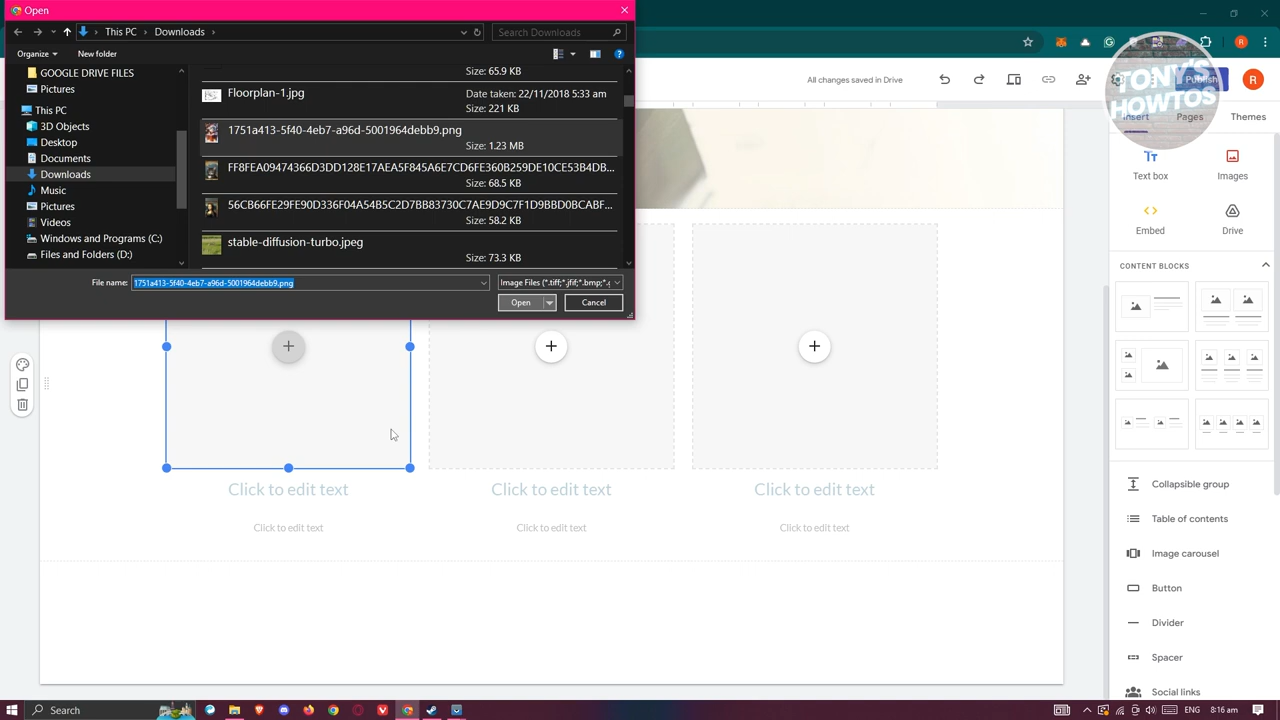 Open
This PC
Downloads
Search Downloads
Organize
New folder
GOOGLE DRIVE FILES
Pictures
This PC
3D Objects
Desktop
Documents
Downloads
Music
Pictures
Videos
Windows and Programs (C:)
Files and Folders (D:)
Size: 65.9 KB
Floorplan-1.jpg
Date taken: 22/11/2018 5:33 am
Size: 221 KB
1751a413-5f40-4eb7-a96d-5001964debb9.png
Size: 1.23 MB
FF8FEA09474366D3DD128E17AEA5F845A6E7CD6FE360B259DE10CE53B4DB...
Size: 68.5 KB
56CB66FE29FE90D336F04A54B5C2D7BB83730C7AE9D9C7F1D9BBD0BCABF...
Size: 58.2 KB
stable-diffusion-turbo.jpeg
Size: 73.3 KB
File name:
1751a413-5f40-4eb7-a96d-5001964debb9.png
Image Files (*.tiff;*.jfif;*.bmp;*.g
Open
Cancel
All changes saved in Drive
Publish
R
R
TONY'S
HOWTOS
Insert
Pages
Themes
Text box
Images
Embed
Drive
CONTENT BLOCKS
Collapsible group
Table of contents
Image carousel
Button
Divider
Spacer
Social links
Click to edit text
Click to edit text
Click to edit text
Click to edit text
Click to edit text
Click to edit text
Search
ENG
8:16 am